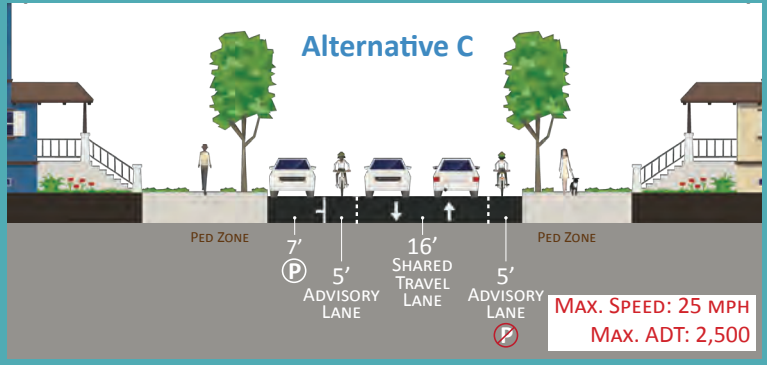 Alternative C
PED ZONE
PED ZONE
7'
P
5'
ADVISORY
LANE
16'
SHARED
TRAVEL
LANE
5'
ADVISORY
LANE
P
MAX. SPEED: 25 MPH
MAX. ADT: 2,500